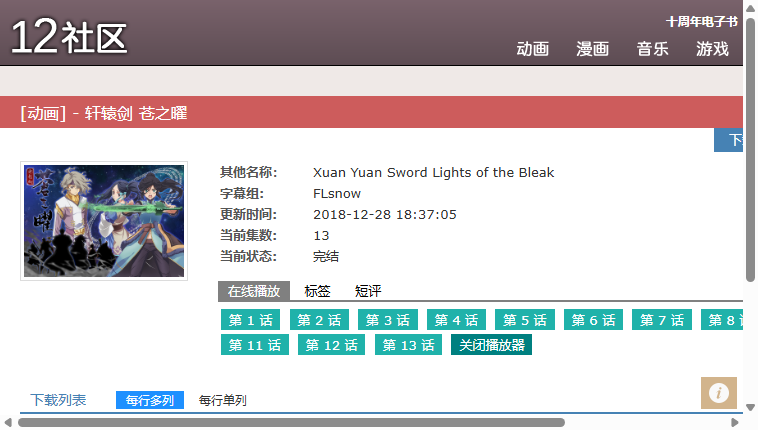 十周年电子书
12社区
动画 漫画 音乐 游戏
[动画] - 轩辕剑 苍之曜
苍之曜
其他名称: Xuan Yuan Sword Lights of the Bleak
字幕组: FLsnow
更新时间: 2018-12-28 18:37:05
当前集数: 13
当前状态: 完结
在线播放 标签 短评
第 1 话 第 2 话 第 3 话 第 4 话 第 5 话 第 6 话 第 7 话 第 8
第 11 话 第 12 话 第 13 话 关闭播放器
下载列表 每行多列 每行单列